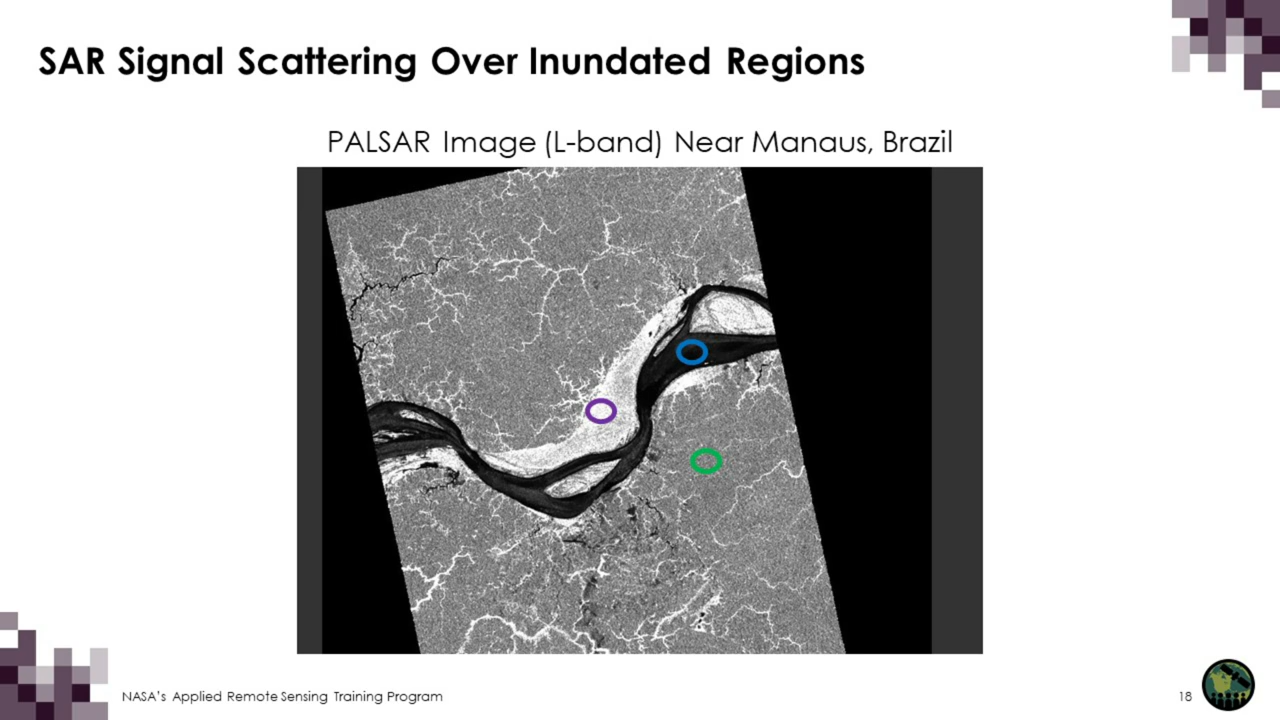 SAR Signal Scattering Over Inundated Regions
PALSAR Image (L-band) Near Manaus, Brazil
NASA's Applied Remote Sensing Training Program
18